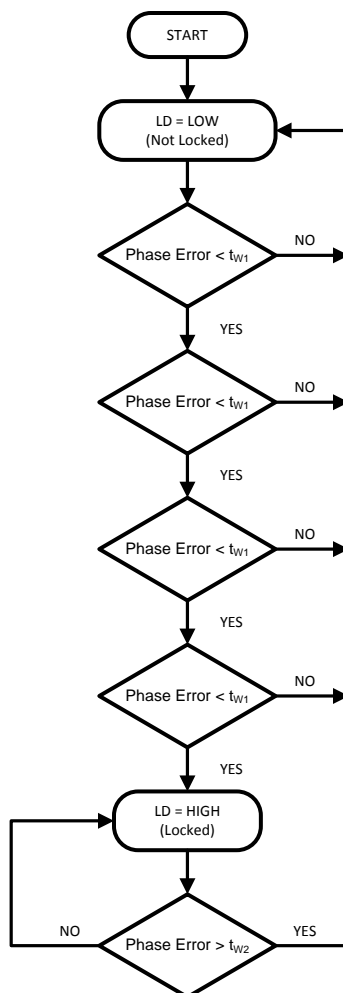 START
LD = LOW
(Not Locked)
Phase Error < tW1
NO
YES
Phase Error < tW1
NO
YES
Phase Error < tW1
NO
YES
Phase Error < tW1
NO
YES
LD = HIGH
(Locked)
NO
Phase Error > tW2
YES